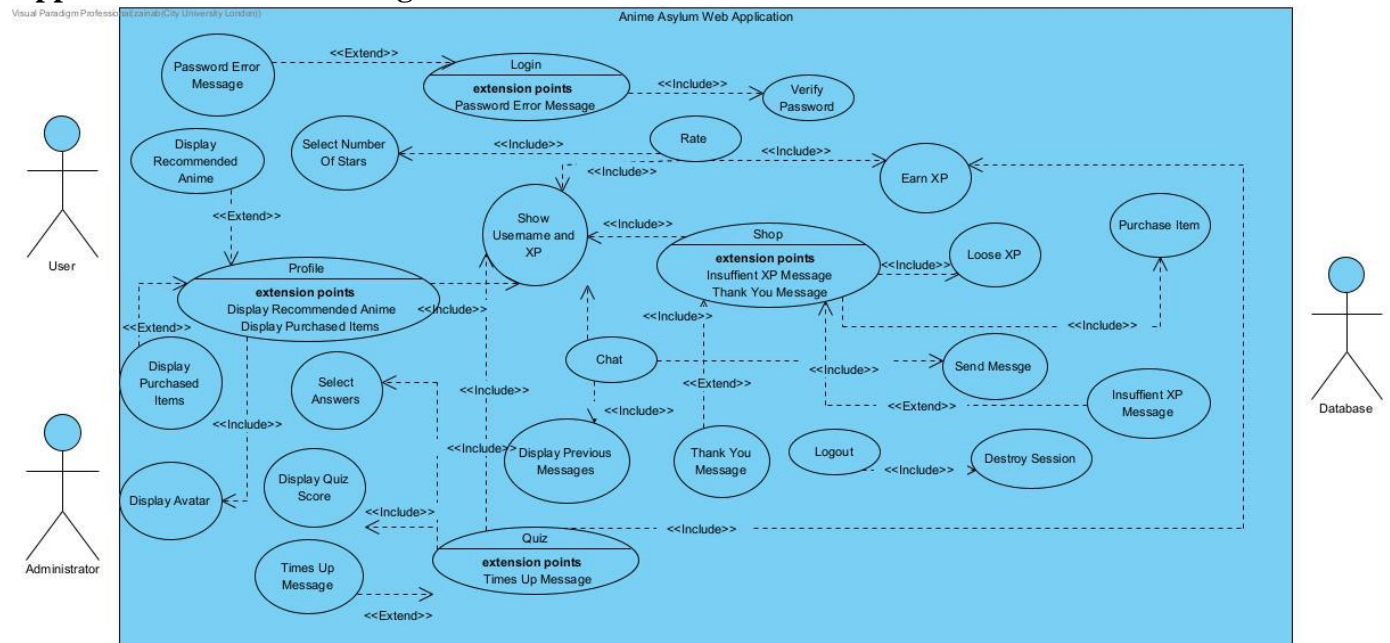 Visual Paradigm Professional(zainab(City University London))
Anime Asylum Web Application
Password Error
Message
<<Extend>>
Login
extension points
Password Error Message
<<Include>>
Verify
Password
Display
Recommended
Anime
Select Number
Of Stars
<<Include>>
Rate
<<Include>>
<<Include>>
Earn XP
<<Extend>>
Show
Username and
XP
<<Include>>
Shop
extension points
Insufficient XP Message
Thank You Message
<<Include>>
Loose XP
Purchase Item
User
Profile
extension points
Display Recommended Anime
Display Purchased Items
<<Include>>
<<Include>>
<<Include>>
<<Extend>>
Display
Purchased
Items
Select
Answers
Chat
<<Include>>
Send Messge
<<Include>>
<<Extend>>
<<Extend>>
Insuffient XP
Message
Database
<<Include>>
<<Include>>
<<Include>>
Display Previous
Messages
Thank You
Message
Logout
<<Include>>
Destroy Session
Display Avatar
Display Quiz
Score
<<Include>>
<<Include>>
Quiz
extension points
Times Up Message
Times Up
Message
<<Extend>>
Administrator